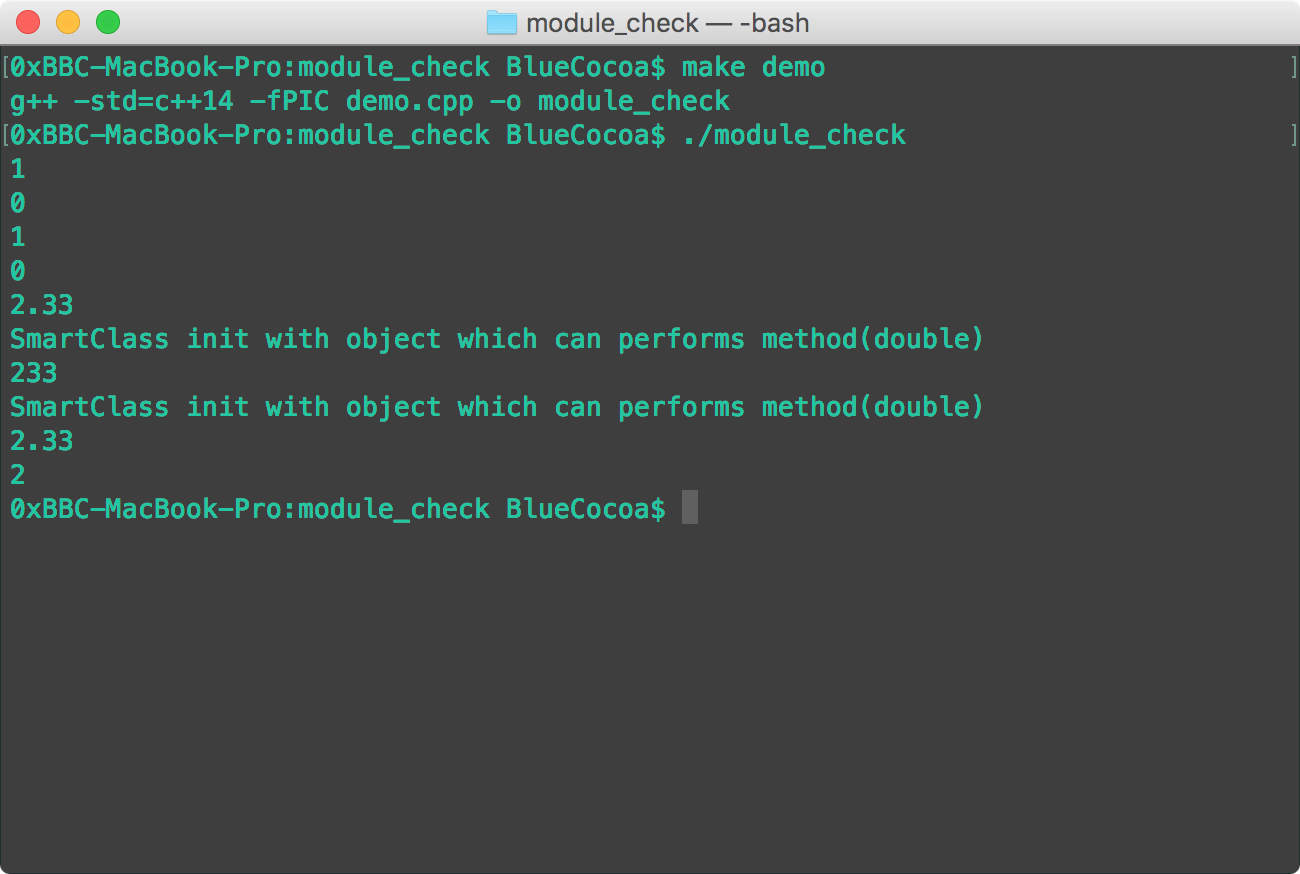 module_check — -bash
[0xBBC-MacBook-Pro:module_check BlueCocoa$ make demo ]
g++ -std=c++14 -fPIC demo.cpp -o module_check
[0xBBC-MacBook-Pro:module_check BlueCocoa$ ./module_check ]
1
0
1
0
2.33
SmartClass init with object which can performs method(double)
233
SmartClass init with object which can performs method(double)
2.33
2
0xBBC-MacBook-Pro:module_check BlueCocoa$